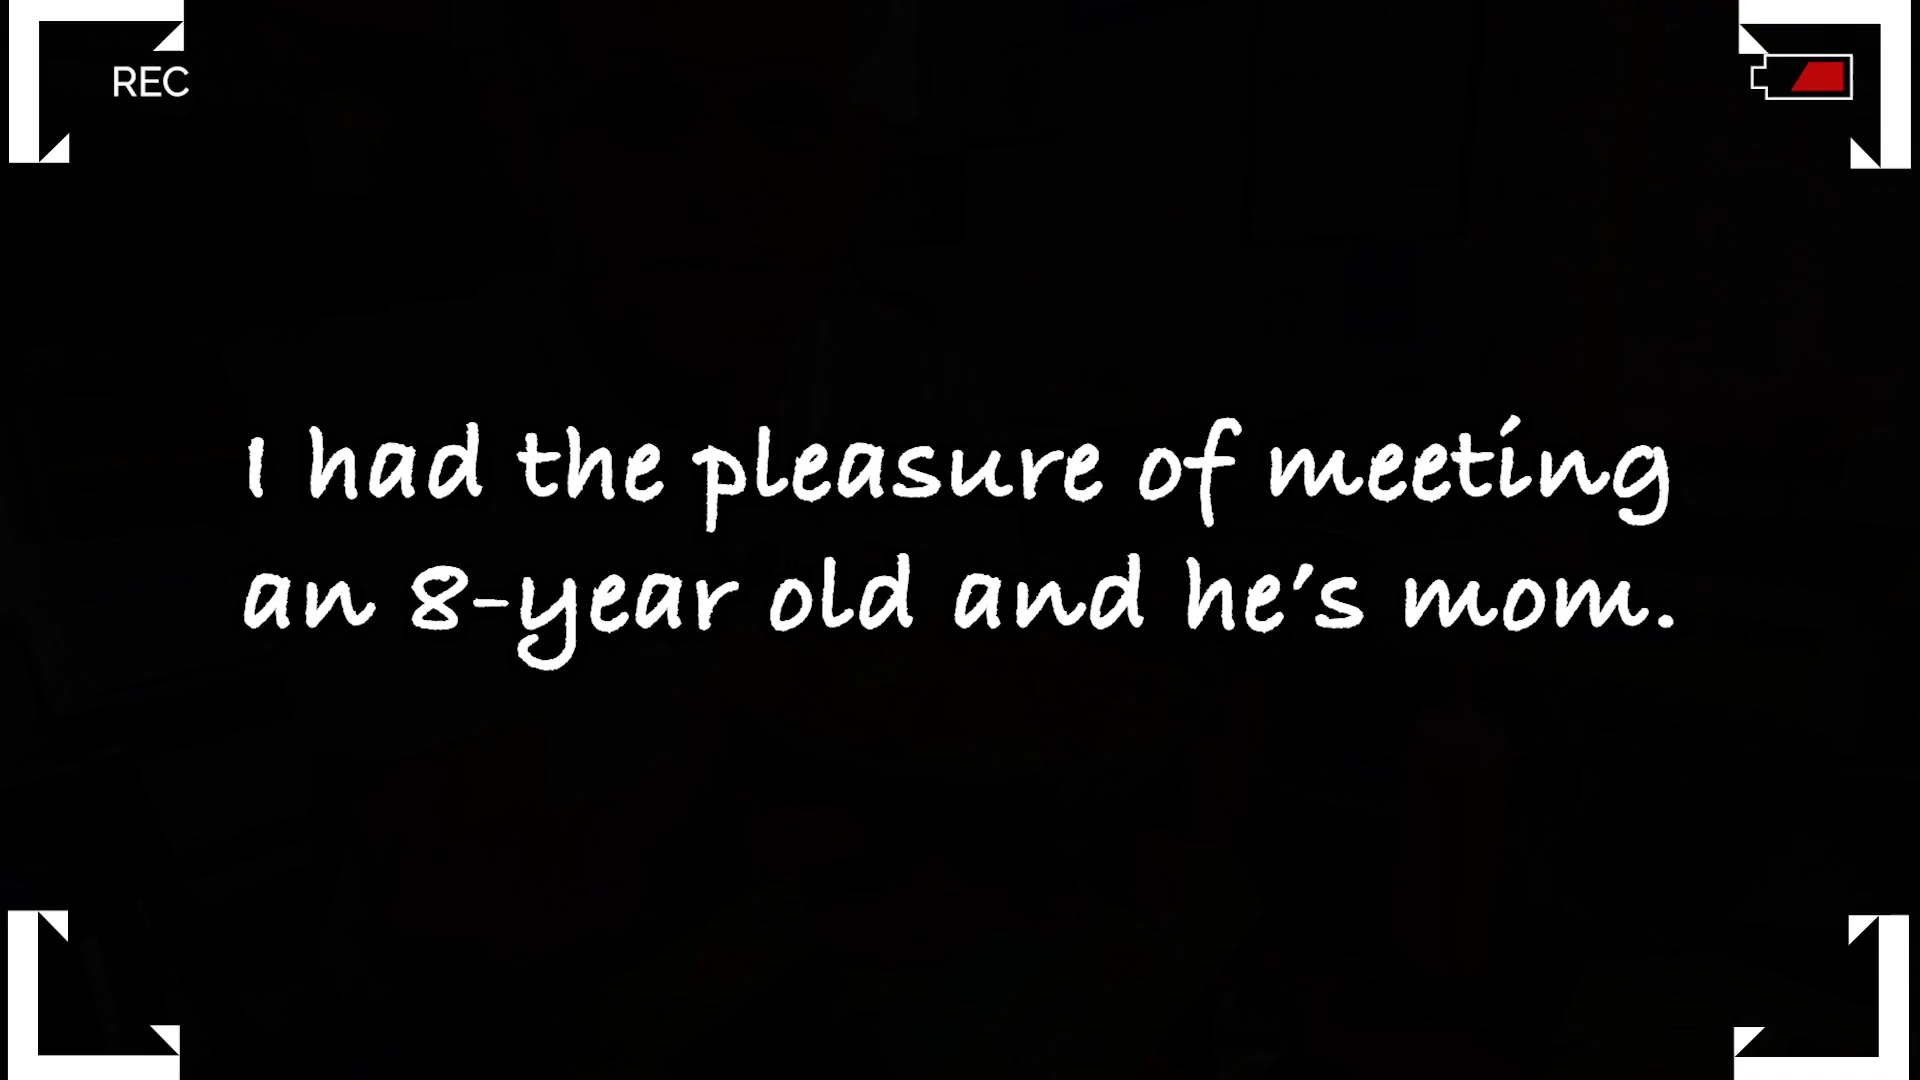 REC
I had the pleasure of meeting
an 8-year old and he's mom.